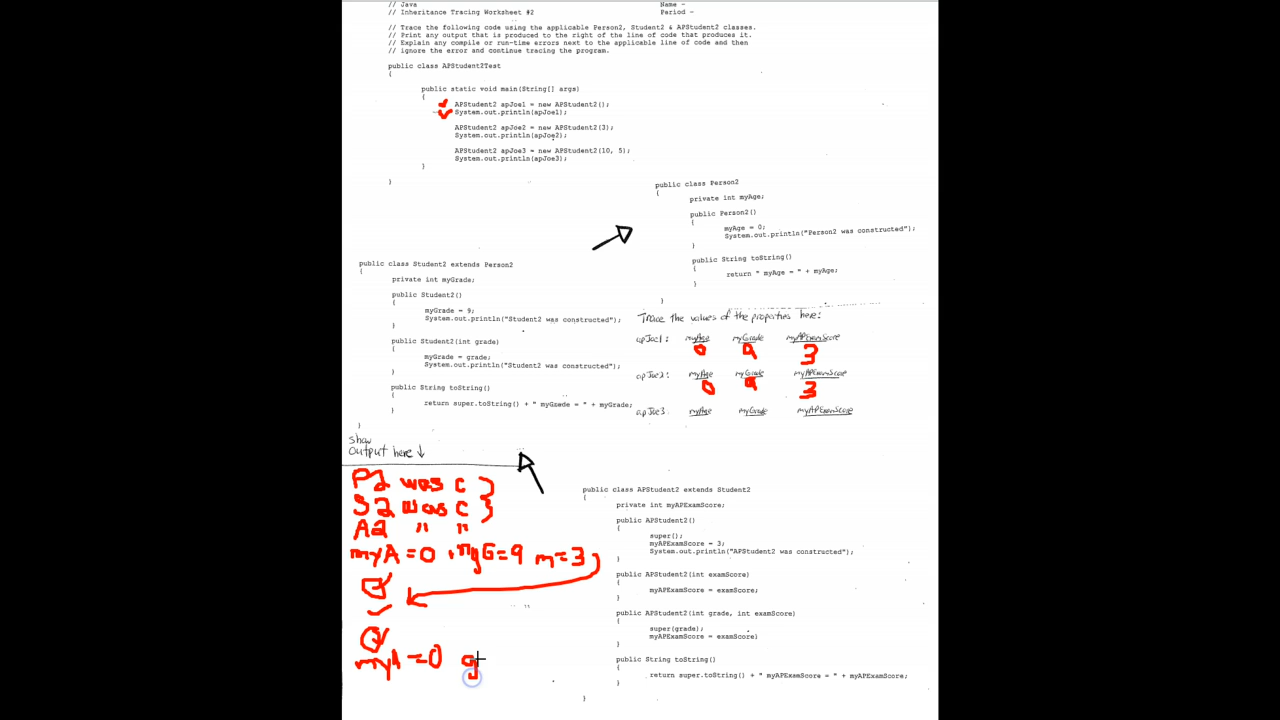 // Java
Name -
// Inheritance Tracing Worksheet #2
Period -
// Trace the following code using the applicable Person2, Student2 & APStudent2 classes.
// Print any output that is produced to the right of the line of code that produces it.
// Explain any compile or run-time errors next to the applicable line of code and then
// ignore the error and continue tracing the program.
public class APStudent2Test
{
public static void main(String[] args)
{
APStudent2 apJoe1 = new APStudent2();
System.out.println(apJoe1);
APStudent2 apJoe2 = new APStudent2(3);
System.out.println(apJoe2);
APStudent2 apJoe3 = new APStudent2(10, 5);
System.out.println(apJoe3);
}
}
public class Person2
{
private int myAge;
public Person2()
{
myAge = 0;
System.out.println("Person2 was constructed");
}
public String toString()
{
return " myAge = " + myAge;
}
}
public class Student2 extends Person2
{
private int myGrade;
public Student2()
{
myGrade = 9;
System.out.println("Student2 was constructed");
}
public Student2(int grade)
{
myGrade = grade;
System.out.println("Student2 was constructed");
}
public String toString()
{
return super.toString() + " myGrade = " + myGrade;
}
}
Trace the values of the properties here:
apJoe1: myAge myGrade myAPExamScore
0 9 3
apJoe2: myAge myGrade myAPExamScore
0 9 3
apJoe3: myAge myGrade myAPExamScore
show
output here ↓
P2 was c
S2 was c
A2 " "
myA =0 , myG=9 m=3
myA =0 g
public class APStudent2 extends Student2
{
private int myAPExamScore;
public APStudent2()
{
super();
myAPExamScore = 3;
System.out.println("APStudent2 was constructed");
}
public APStudent2(int examScore)
{
myAPExamScore = examScore;
}
public APStudent2(int grade, int examScore)
{
super(grade);
myAPExamScore = examScore)
}
public String toString()
{
return super.toString() + " myAPExamScore = " + myAPExamScore;
}
}